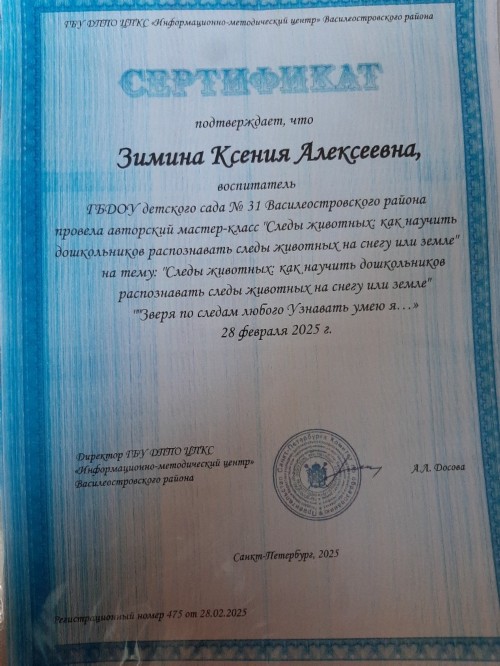 ГБУ ДППО ЦПКС «Информационно-методический центр» Василеостровского района
СЕРТИФИКАТ
подтверждает, что
Зимина Ксения Алексеевна,
воспитатель
ГБДОУ детского сада № 31 Василеостровского района
провела авторский мастер-класс "Следы животных: как научить
дошкольников распознавать следы животных на снегу или земле"
на тему: "Следы животных: как научить дошкольников
распознавать следы животных на снегу или земле"
""Зверя по следам любого Узнавать умею я…»
28 февраля 2025 г.
Директор ГБУ ДППО ЦПКС
«Информационно-методический центр»
Василеостровского района
А.А. Досова
Санкт-Петербург, 2025
Регистрационный номер 475 от 28.02.2025